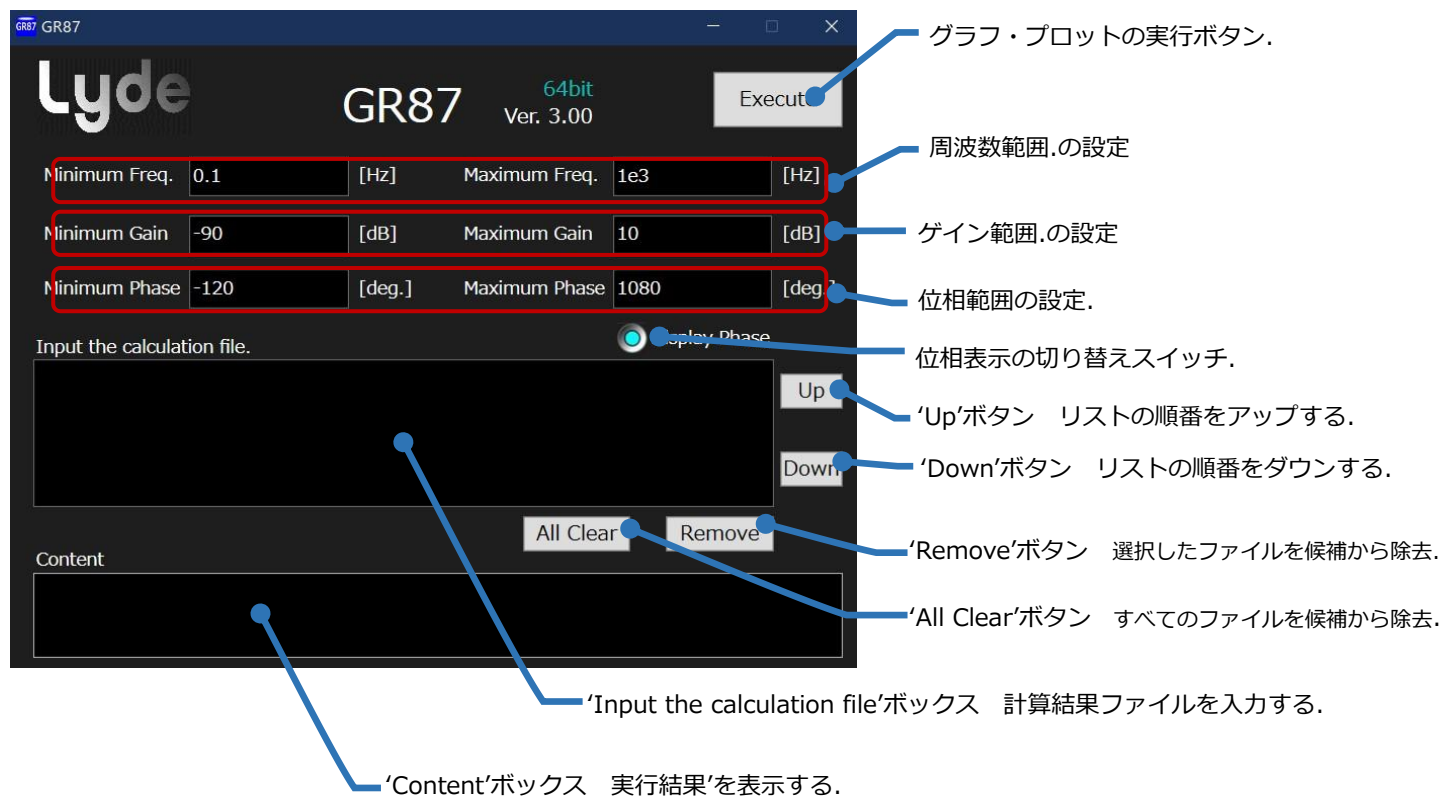 GR87 GR87
グラフ・プロットの実行ボタン.
Lyde
GR87
64bit
Ver. 3.00
Execute
周波数範囲.の設定
Minimum Freq. 0.1 [Hz] Maximum Freq. 1e3 [Hz]
Minimum Gain -90 [dB] Maximum Gain 10 [dB]
ゲイン範囲.の設定
Minimum Phase -120 [deg.] Maximum Phase 1080 [deg.]
位相範囲の設定.
Input the calculation file.
Display Phase
位相表示の切り替えスイッチ.
Up
‘Up’ボタン リストの順番をアップする.
Down
‘Down’ボタン リストの順番をダウンする.
All Clear Remove
‘Remove’ボタン 選択したファイルを候補から除去.
Content
‘All Clear’ボタン すべてのファイルを候補から除去.
‘Input the calculation file’ボックス 計算結果ファイルを入力する.
‘Content’ボックス 実行結果’を表示する.